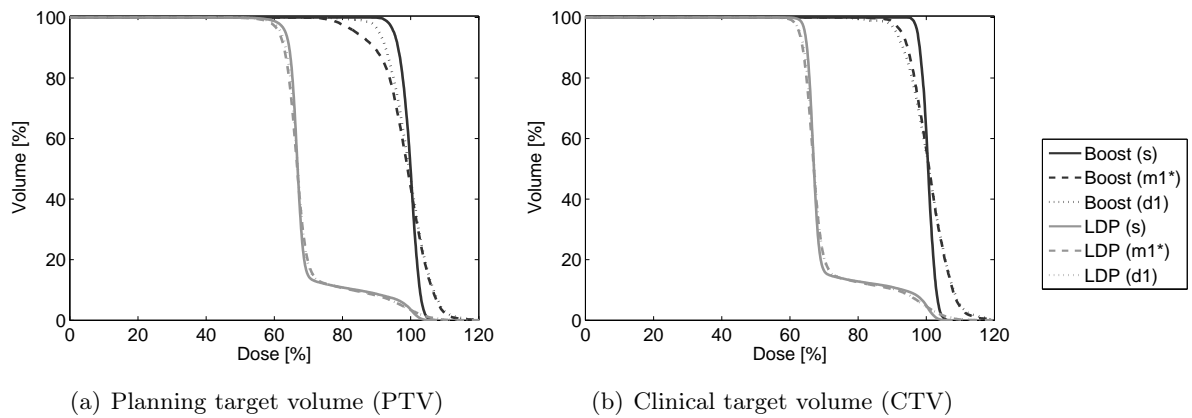 100
80
60
40
20
0
Volume [%]
0 20 40 60 80 100 120
Dose [%]
(a) Planning target volume (PTV)
100
80
60
40
20
0
Volume [%]
0 20 40 60 80 100 120
Dose [%]
(b) Clinical target volume (CTV)
Boost (s)
Boost (m1*)
Boost (d1)
LDP (s)
LDP (m1*)
LDP (d1)